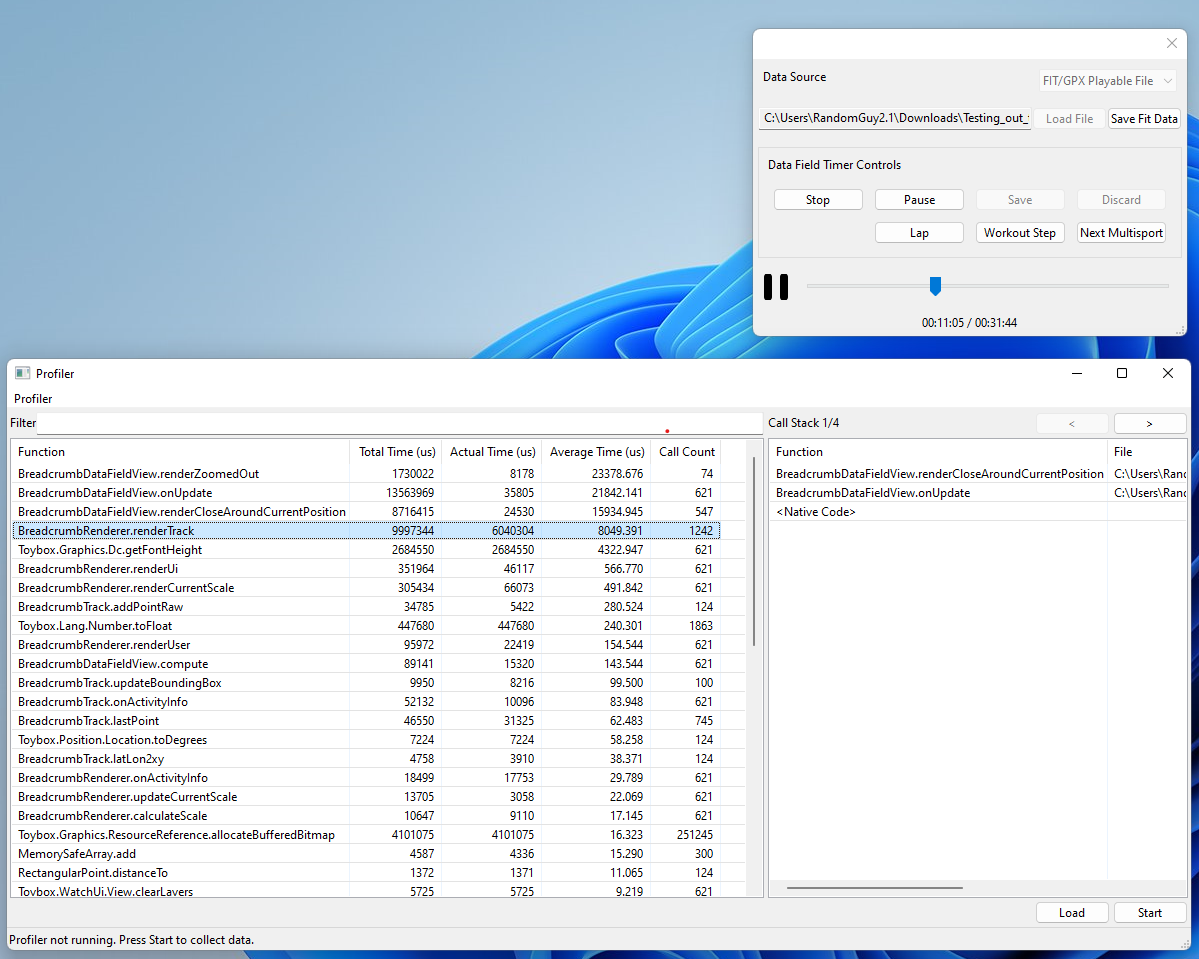 Data Source
FIT/GPX Playable File
C:\Users\RandomGuy2.1\Downloads\Testing_out_
Load File
Save Fit Data
Data Field Timer Controls
Stop Pause Save Discard
Lap Workout Step Next Multisport
00:11:05 / 00:31:44
Profiler
Profiler
Filter
Function Total Time (us) Actual Time (us) Average Time (us) Call Count
BreadcrumbDataFieldView.renderZoomedOut 1730022 8178 23378.676 74
BreadcrumbDataFieldView.onUpdate 13563969 35805 21842.141 621
BreadcrumbDataFieldView.renderCloseAroundCurrentPosition 8716415 24530 15934.945 547
BreadcrumbRenderer.renderTrack 9997344 6040304 8049.391 1242
Toybox.Graphics.Dc.getFontHeight 2684550 2684550 4322.947 621
BreadcrumbRenderer.renderUi 351964 46117 566.770 621
BreadcrumbRenderer.renderCurrentScale 305434 66073 491.842 621
BreadcrumbTrack.addPointRaw 34785 5422 280.524 124
Toybox.Lang.Number.toFloat 447680 447680 240.301 1863
BreadcrumbRenderer.renderUser 95972 22419 154.544 621
BreadcrumbDataFieldView.compute 89141 15320 143.544 621
BreadcrumbTrack.updateBoundingBox 9950 8216 99.500 100
BreadcrumbTrack.onActivityInfo 52132 10096 83.948 621
BreadcrumbTrack.lastPoint 46550 31325 62.483 745
Toybox.Position.Location.toDegrees 7224 7224 58.258 124
BreadcrumbTrack.latLon2xy 4758 3910 38.371 124
BreadcrumbRenderer.onActivityInfo 18499 17753 29.789 621
BreadcrumbRenderer.updateCurrentScale 13705 3058 22.069 621
BreadcrumbRenderer.calculateScale 10647 9110 17.145 621
Toybox.Graphics.ResourceReference.allocateBufferedBitmap 4101075 4101075 16.323 251245
MemorySafeArray.add 4587 4336 15.290 300
RectangularPoint.distanceTo 1372 1371 11.065 124
Toybox.WatchUi.View.clearLayers 5725 5725 9.219 621
Call Stack 1/4
< >
Function File
BreadcrumbDataFieldView.renderCloseAroundCurrentPosition C:\Users\Rand
BreadcrumbDataFieldView.onUpdate C:\Users\Rand
<Native Code>
Load Start
Profiler not running. Press Start to collect data.